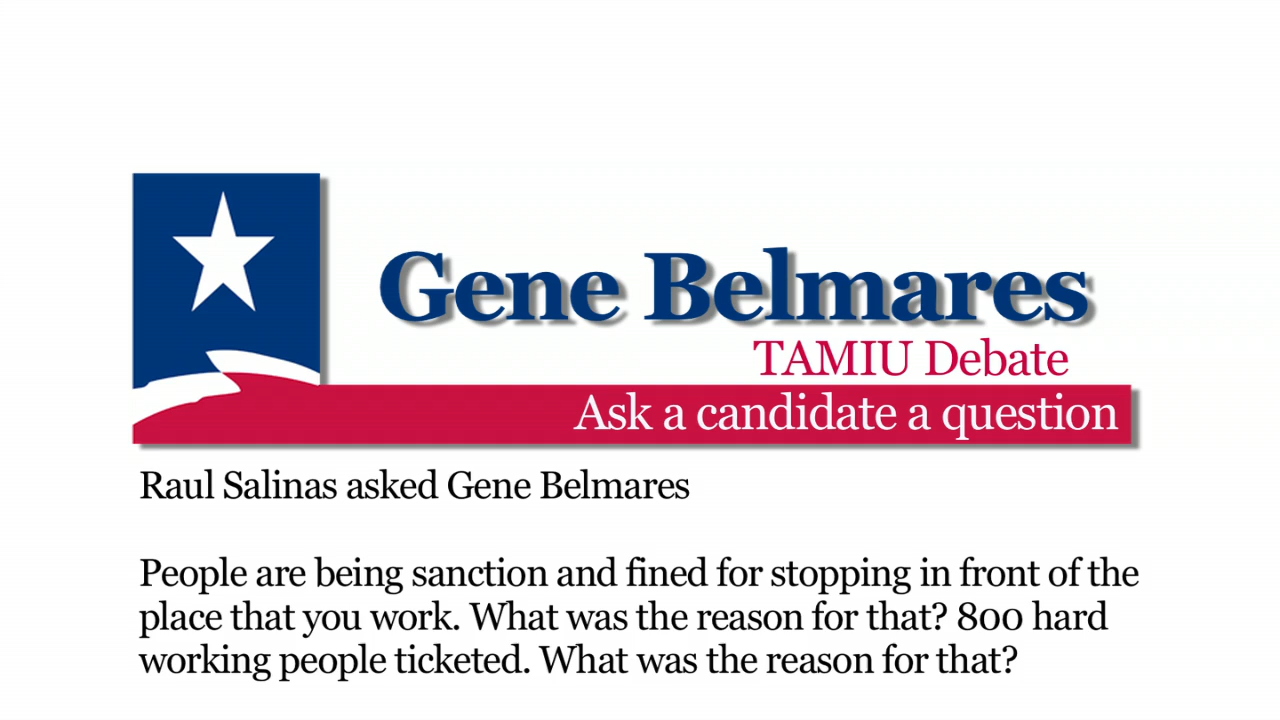 Gene Belmares
TAMIU Debate
Ask a candidate a question
Raul Salinas asked Gene Belmares
People are being sanction and fined for stopping in front of the
place that you work. What was the reason for that? 800 hard
working people ticketed. What was the reason for that?